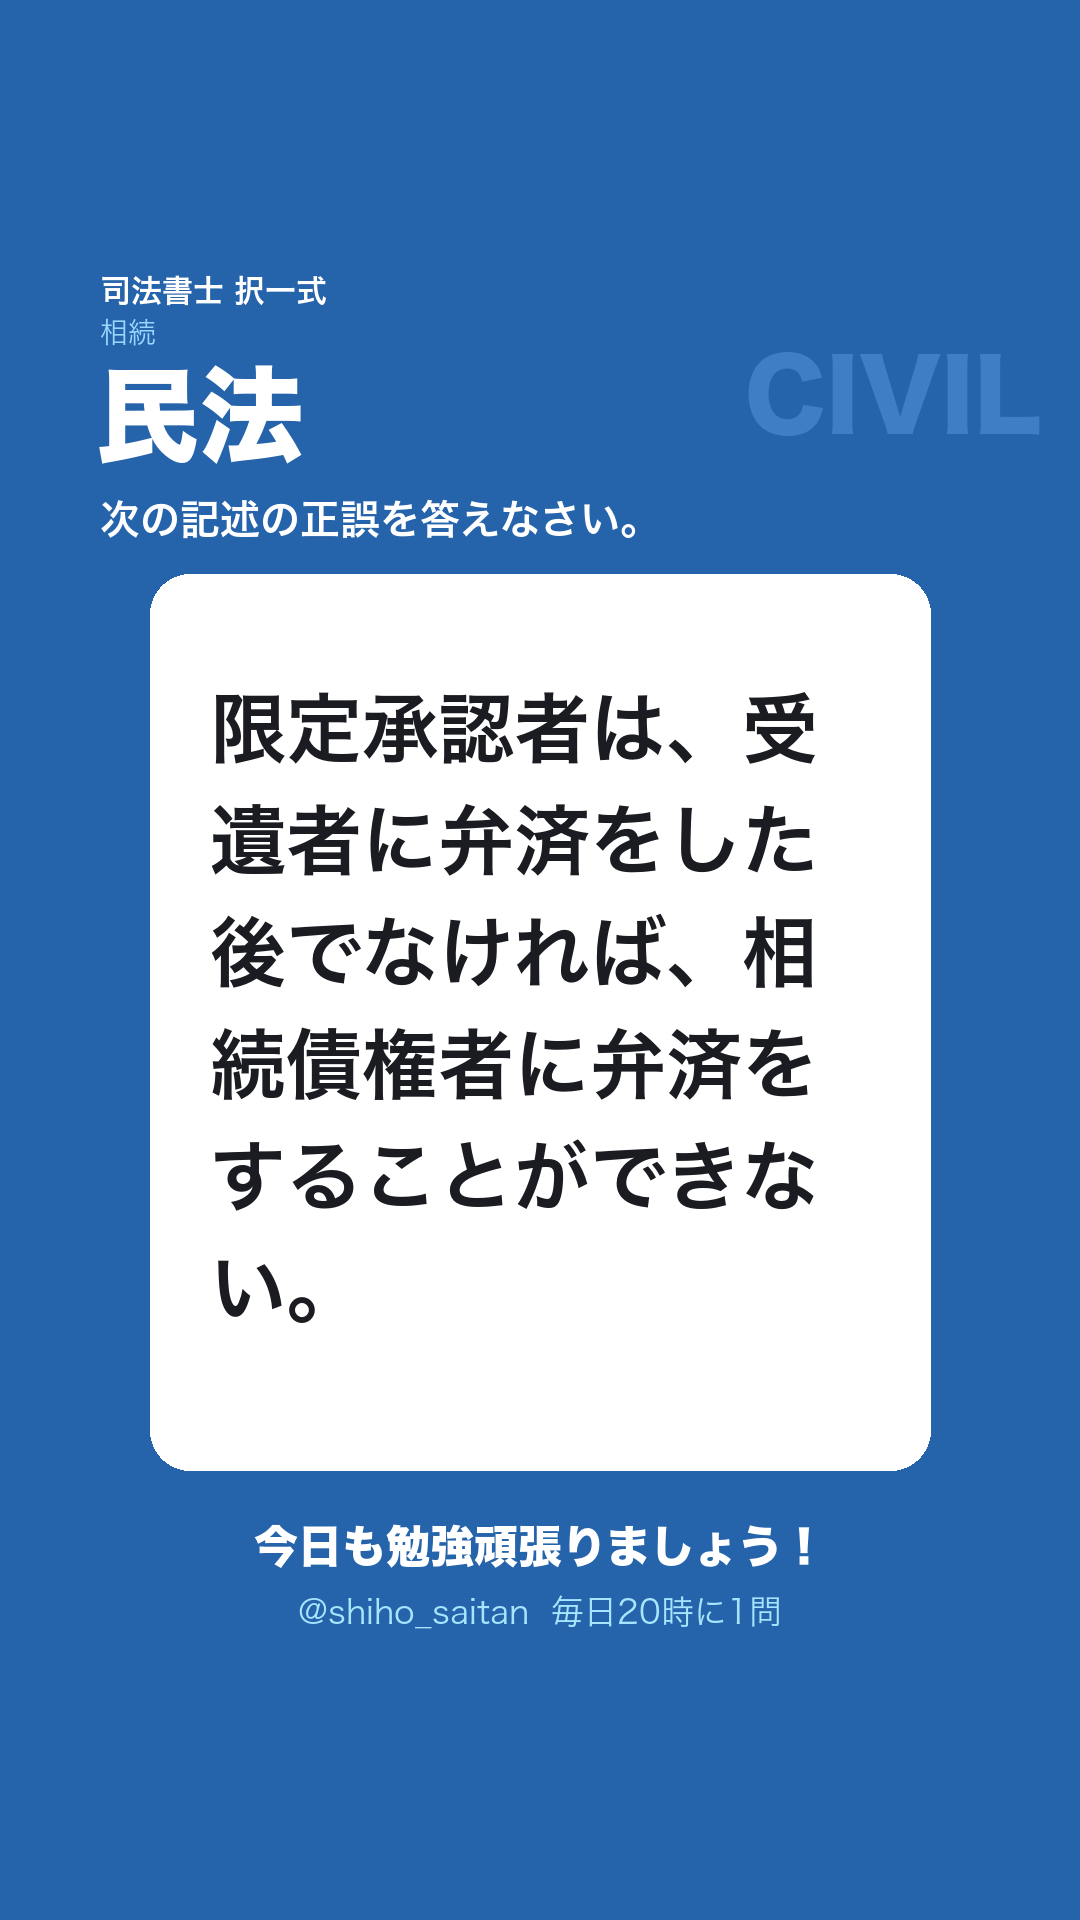 司法書士 択一式
相続
民法
CIVIL
次の記述の正誤を答えなさい。
限定承認者は、受
遺者に弁済をした
後でなければ、相
続債権者に弁済を
することができな
い。
今日も勉強頑張りましょう！
@shiho_saitan 毎日20時に1問